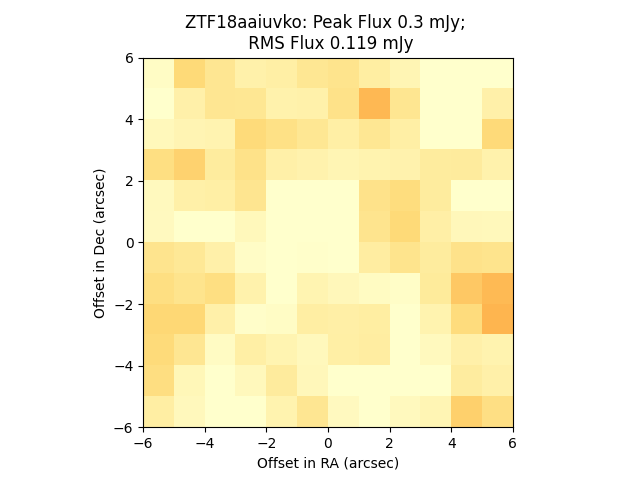 ZTF18aaiuvko: Peak Flux 0.3 mJy;
RMS Flux 0.119 mJy
6
4
2
0
−2
−4
−6
Offset in Dec (arcsec)
−6 −4 −2 0 2 4 6
Offset in RA (arcsec)